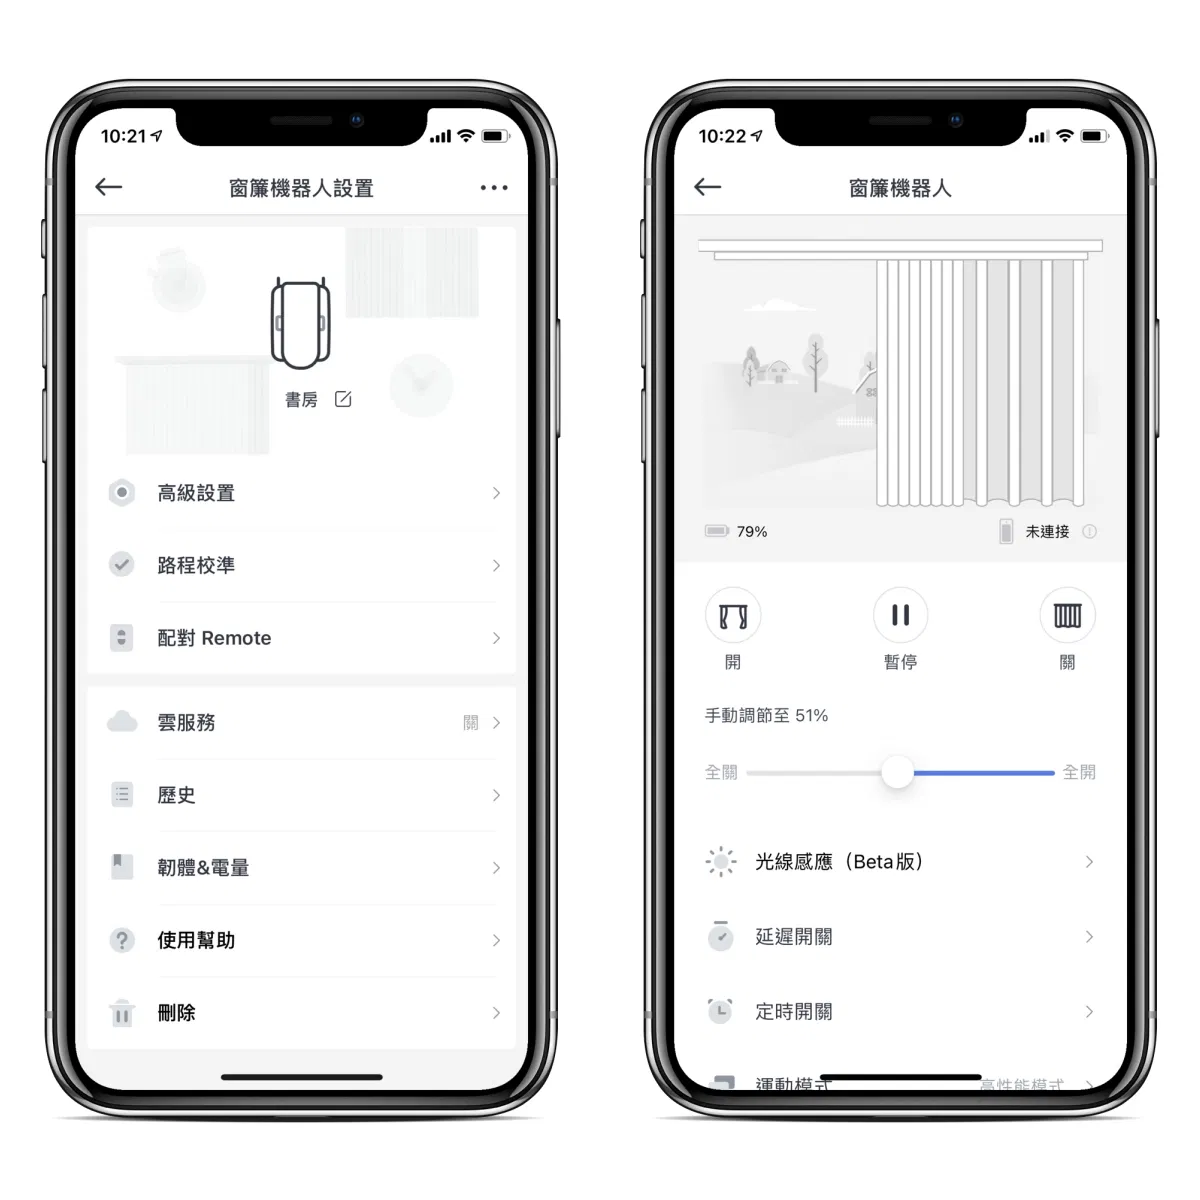 10:21
窗簾機器人設置
書房
高級設置
路程校準
配對 Remote
雲服務
關
歷史
韌體&電量
使用幫助
刪除
10:22
窗簾機器人
79%
未連接
開
暫停
關
手動調節至 51%
全關
全開
光線感應（Beta版）
延遲開關
定時開關
運動模式
高性能模式